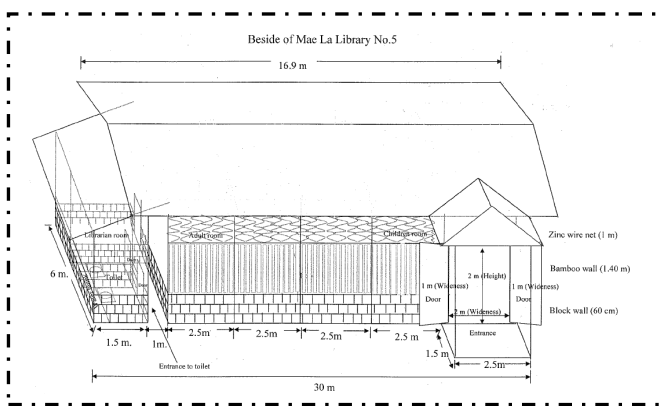 Beside of Mae La Library No.5
16.9 m
Librarian room
Adult room
Children room
Zinc wire net (1 m)
6 m.
Toilet
Door
Door
1 m (Wideness)
Door
2 m (Height)
1 m (Wideness)
Door
Bamboo wall (1.40 m)
2 m (Wideness)
Block wall (60 cm)
Entrance
1.5 m.
1m.
2.5m
2.5m
2.5m
2.5 m
1.5 m
2.5m
Entrance to toilet
30 m